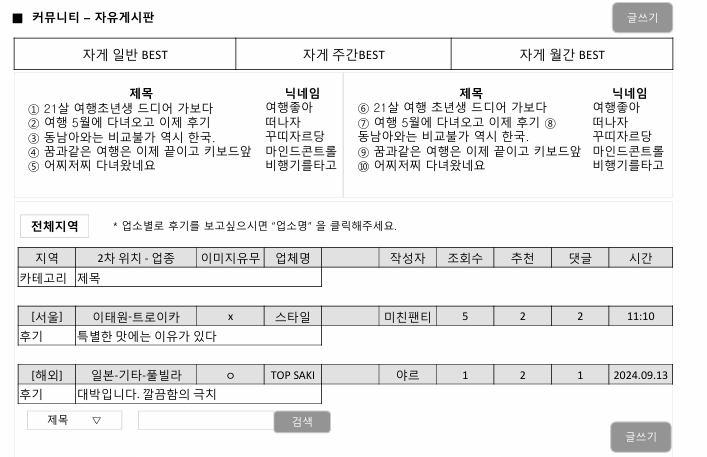 ■ 커뮤니티 – 자유게시판
글쓰기
자게 일반 BEST 자게 주간BEST 자게 월간 BEST
제목 닉네임
① 21살 여행초년생 드디어 가보다 여행좋아
② 여행 5월에 다녀오고 이제 후기 떠나자
③ 동남아와는 비교불가 역시 한국. 꾸띠자르당
④ 꿈과같은 여행은 이제 끝이고 키보드앞 마인드콘트롤
⑤ 어찌저찌 다녀왔네요 비행기를타고
제목 닉네임
⑥ 21살 여행 초년생 드디어 가보다 여행좋아
⑦ 여행 5월에 다녀오고 이제 후기 ⑧ 떠나자
동남아와는 비교불가 역시 한국. 꾸띠자르당
⑨ 꿈과같은 여행은 이제 끝이고 키보드앞 마인드콘트롤
⑩ 어찌저찌 다녀왔네요 비행기를타고
전체지역 * 업소별로 후기를 보고싶으시면 “업소명” 을 클릭해주세요.
지역 2차 위치 - 업종 이미지유무 업체명 작성자 조회수 추천 댓글 시간
카테고리 제목
[서울] 이태원-트로이카 x 스타일 미친팬티 5 2 2 11:10
후기 특별한 맛에는 이유가 있다
[해외] 일본-기타-풀빌라 o TOP SAKI 야르 1 2 1 2024.09.13
후기 대박입니다. 깔끔함의 극치
제목 ▽ 검색
글쓰기